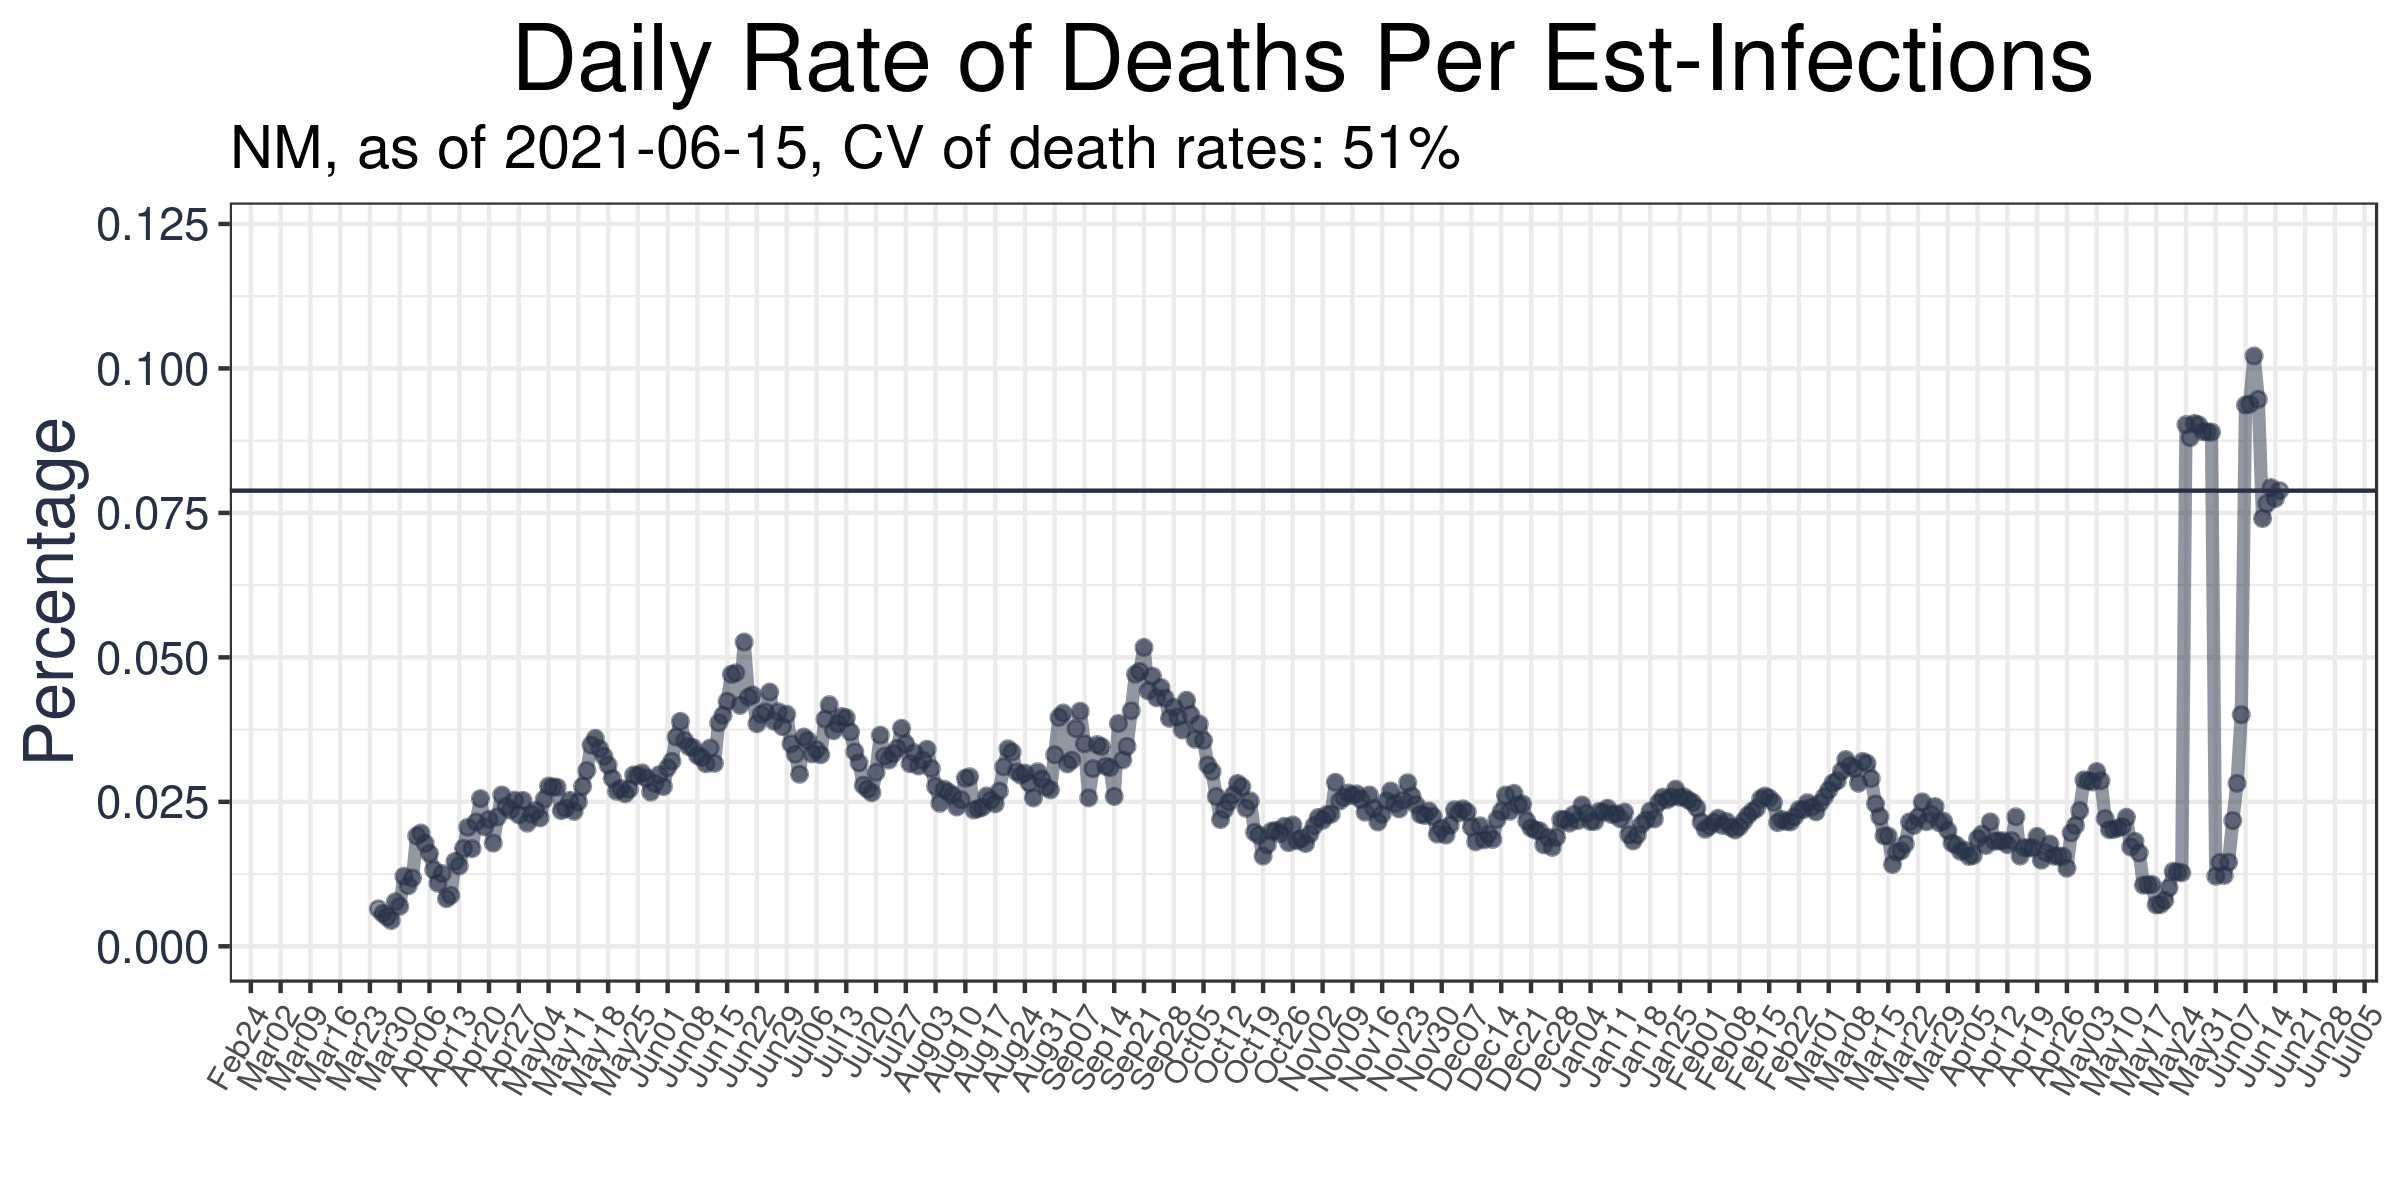 Daily Rate of Deaths Per Est-Infections
NM, as of 2021-06-15, CV of death rates: 51%
Percentage
0.125
0.100
0.075
0.050
0.025
0.000
Feb24
Mar02
Mar09
Mar16
Mar23
Mar30
Apr06
Apr13
Apr20
Apr27
May04
May11
May18
May25
Jun01
Jun08
Jun15
Jun22
Jun29
Jul06
Jul13
Jul20
Jul27
Aug03
Aug10
Aug17
Aug24
Aug31
Sep07
Sep14
Sep21
Sep28
Oct05
Oct12
Oct19
Oct26
Nov02
Nov09
Nov16
Nov23
Nov30
Dec07
Dec14
Dec21
Dec28
Jan04
Jan11
Jan18
Jan25
Feb01
Feb08
Feb15
Feb22
Mar01
Mar08
Mar15
Mar22
Mar29
Apr05
Apr12
Apr19
Apr26
May03
May10
May17
May24
May31
Jun07
Jun14
Jun21
Jun28
Jul05